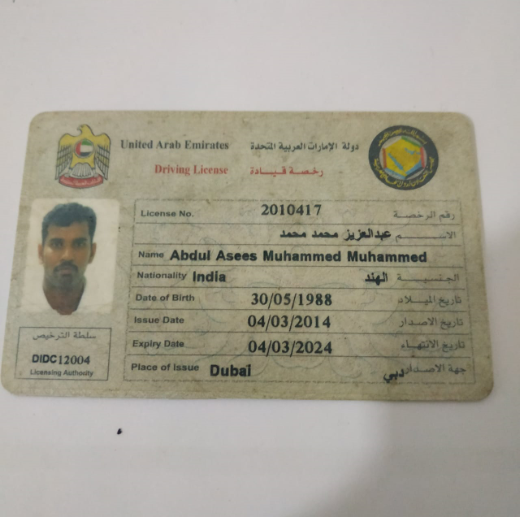 United Arab Emirates دولة الإمارات العربية المتحدة
Driving License رخصة قيادة
License No. 2010417 رقم الرخصة
عبدالعزيز محمد محمد الاسم
Name Abdul Asees Muhammed Muhammed
Nationality India الهند الجنسية
Date of Birth 30/05/1988 تاريخ الميلاد
Issue Date 04/03/2014 تاريخ الاصدار
Expiry Date 04/03/2024 تاريخ الانتهاء
Place of Issue Dubai دبي جهة الاصدار
سلطة الترخيص
DIDC12004
Licensing Authority